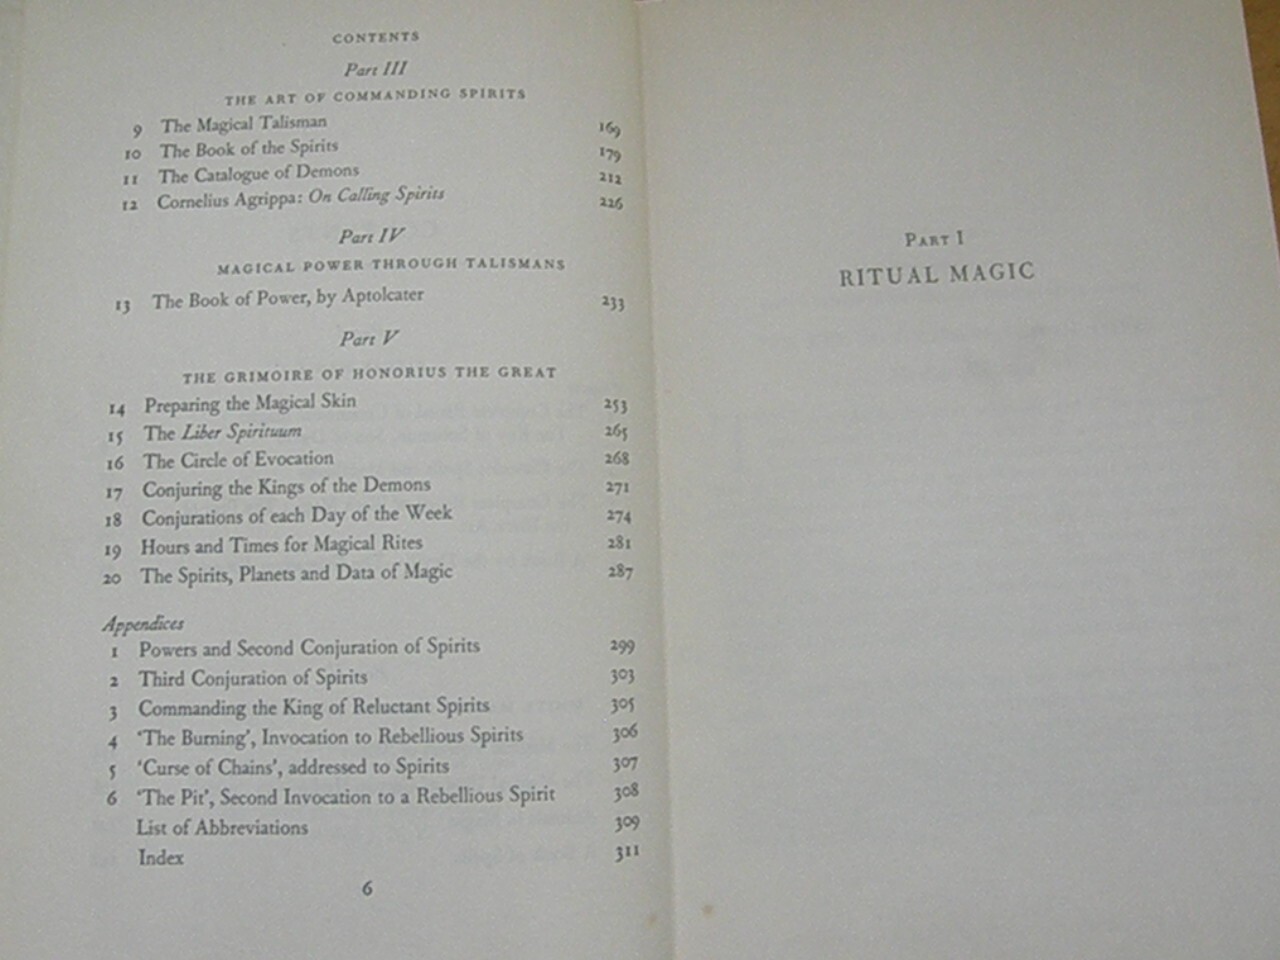 CONTENTS
Part III
THE ART OF COMMANDING SPIRITS
9 The Magical Talisman 169
10 The Book of the Spirits 179
11 The Catalogue of Demons 212
12 Cornelius Agrippa: On Calling Spirits 226
Part IV
MAGICAL POWER THROUGH TALISMANS
13 The Book of Power, by Aptolcater 233
Part V
THE GRIMOIRE OF HONORIUS THE GREAT
14 Preparing the Magical Skin 253
15 The Liber Spirituum 265
16 The Circle of Evocation 268
17 Conjuring the Kings of the Demons 271
18 Conjurations of each Day of the Week 274
19 Hours and Times for Magical Rites 281
20 The Spirits, Planets and Data of Magic 287
Appendices
1 Powers and Second Conjuration of Spirits 299
2 Third Conjuration of Spirits 303
3 Commanding the King of Reluctant Spirits 305
4 'The Burning', Invocation to Rebellious Spirits 306
5 'Curse of Chains', addressed to Spirits 307
6 'The Pit', Second Invocation to a Rebellious Spirit 308
List of Abbreviations 309
Index 311
6
PART I
RITUAL MAGIC